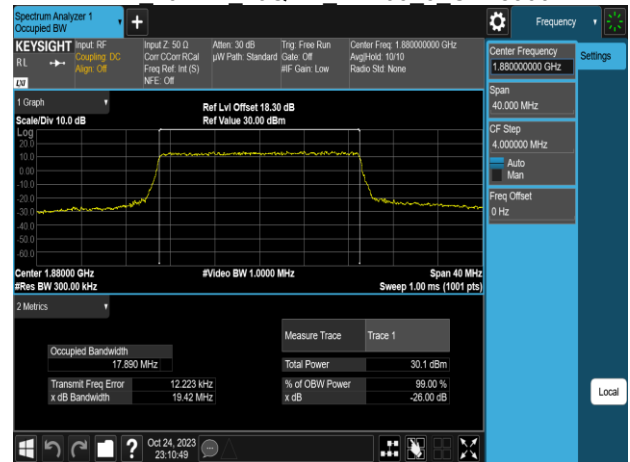 Spectrum Analyzer 1
Occupied BW
Frequency
KEYSIGHT
RL
LXI
Input: RF
Coupling: DC
Align: Off
Input Z: 50 Ω
Corr CCorr RCal
Freq Ref: Int (S)
NFE: Off
Atten: 30 dB
µW Path: Standard
Trig: Free Run
Gate: Off
#IF Gain: Low
Center Freq: 1.880000000 GHz
Avg|Hold: 10/10
Radio Std: None
Center Frequency
1.880000000 GHz
Settings
Span
40.000 MHz
CF Step
4.000000 MHz
Auto
Man
Freq Offset
0 Hz
1 Graph
Scale/Div 10.0 dB
Ref Lvl Offset 18.30 dB
Ref Value 30.00 dBm
Log
20.0
10.0
0.00
-10.0
-20.0
-30.0
-40.0
-50.0
-60.0
Center 1.88000 GHz
#Res BW 300.00 kHz
#Video BW 1.0000 MHz
Span 40 MHz
Sweep 1.00 ms (1001 pts)
2 Metrics
Measure Trace Trace 1
Occupied Bandwidth
17.890 MHz
Total Power 30.1 dBm
Transmit Freq Error 12.223 kHz
% of OBW Power 99.00 %
x dB Bandwidth 19.42 MHz
x dB -26.00 dB
Local
Oct 24, 2023
23:10:49